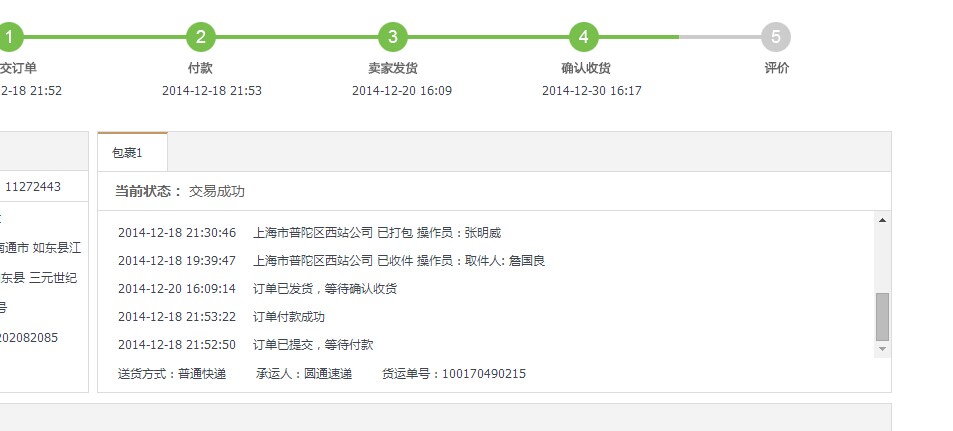 1 2 3 4 5
交订单 付款 卖家发货 确认收货 评价
2-18 21:52 2014-12-18 21:53 2014-12-20 16:09 2014-12-30 16:17
包裹1
11272443
当前状态： 交易成功
南通市 如东县江
东县 三元世纪
号
202082085
2014-12-18 21:30:46 上海市普陀区西站公司 已打包 操作员：张明威
2014-12-18 19:39:47 上海市普陀区西站公司 已收件 操作员：取件人: 詹国良
2014-12-20 16:09:14 订单已发货，等待确认收货
2014-12-18 21:53:22 订单付款成功
2014-12-18 21:52:50 订单已提交，等待付款
送货方式：普通快递 承运人：圆通速递 货运单号：100170490215